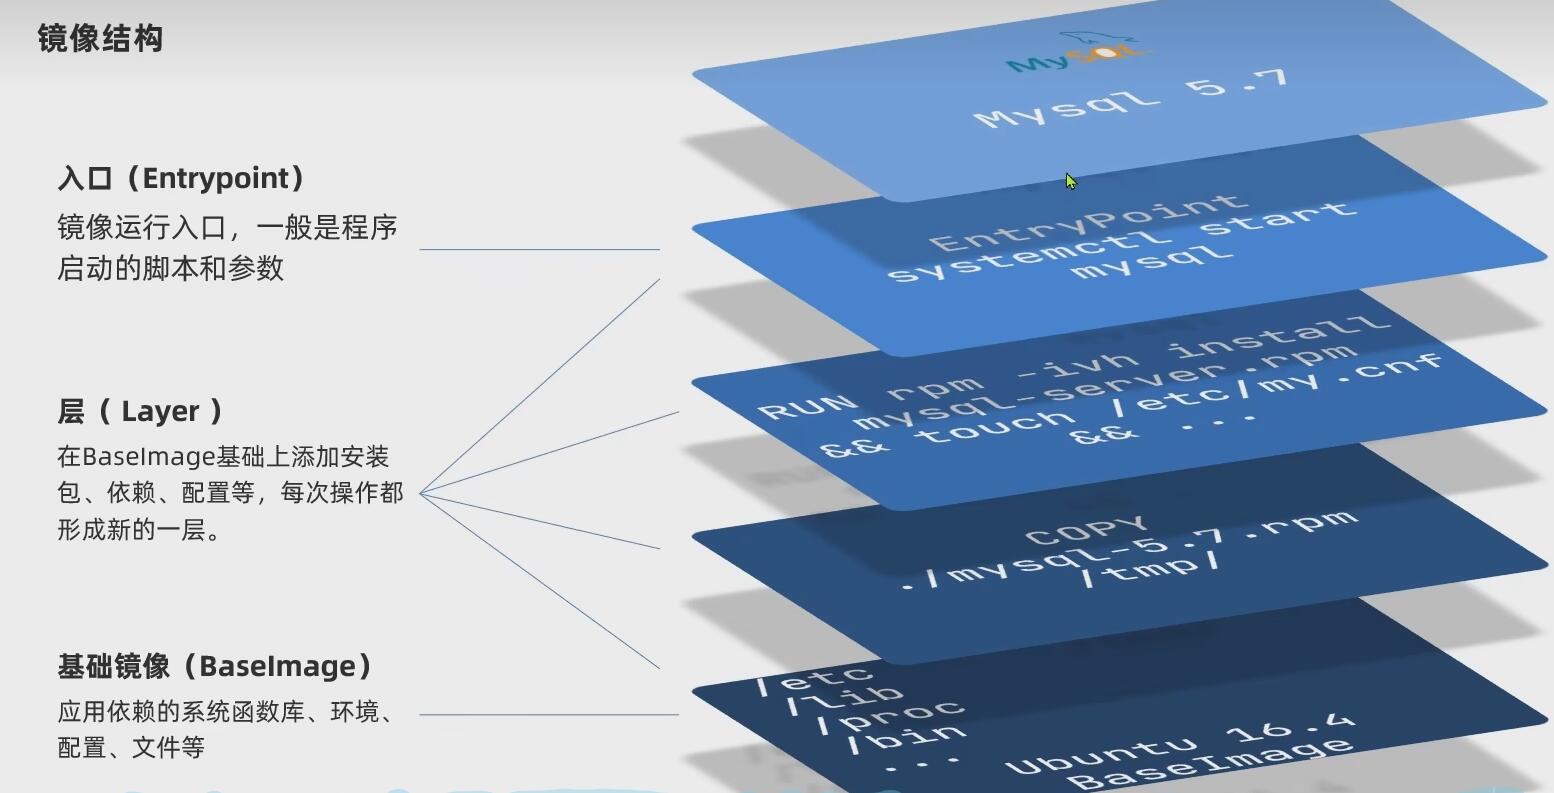 镜像结构
入口（Entrypoint）
镜像运行入口，一般是程序
启动的脚本和参数
层（ Layer ）
在BaseImage基础上添加安装
包、依赖、配置等，每次操作都
形成新的一层。
基础镜像（BaseImage）
应用依赖的系统函数库、环境、
配置、文件等
MySQL
Mysql 5.7
EntryPoint
systemctl start
mysql
RUN rpm -ivh install
mysql-server.rpm
&& touch /etc/my.cnf
&& ...
COPY
./mysql-5.7.rpm
/tmp/
/etc
/lib
/proc
/bin
...
Ubuntu 16.4
BaseImage